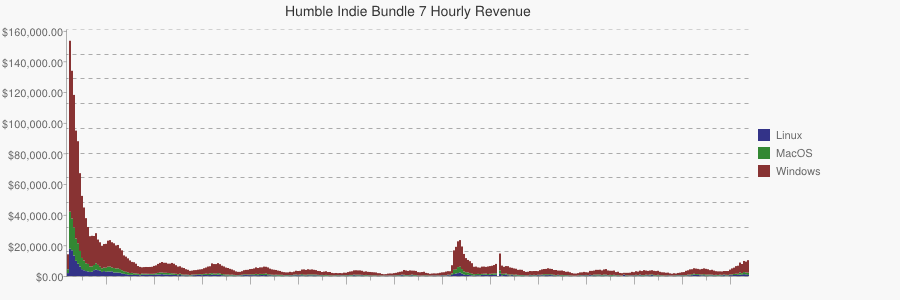 Humble Indie Bundle 7 Hourly Revenue
$160,000.00
$140,000.00
$120,000.00
$100,000.00
$80,000.00
$60,000.00
$40,000.00
$20,000.00
$0.00
Linux
MacOS
Windows